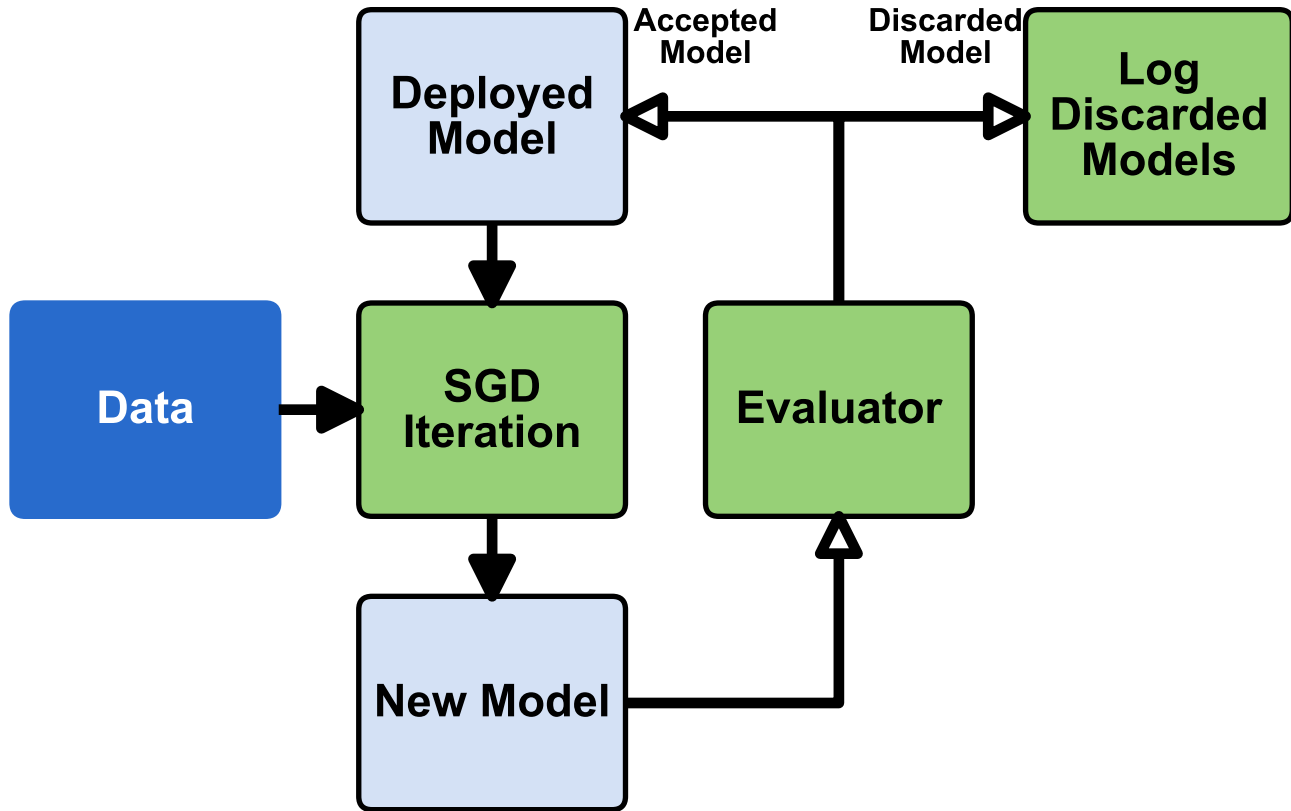 Accepted
Model
Discarded
Model
Deployed
Model
Log
Discarded
Models
Data
SGD
Iteration
Evaluator
New Model